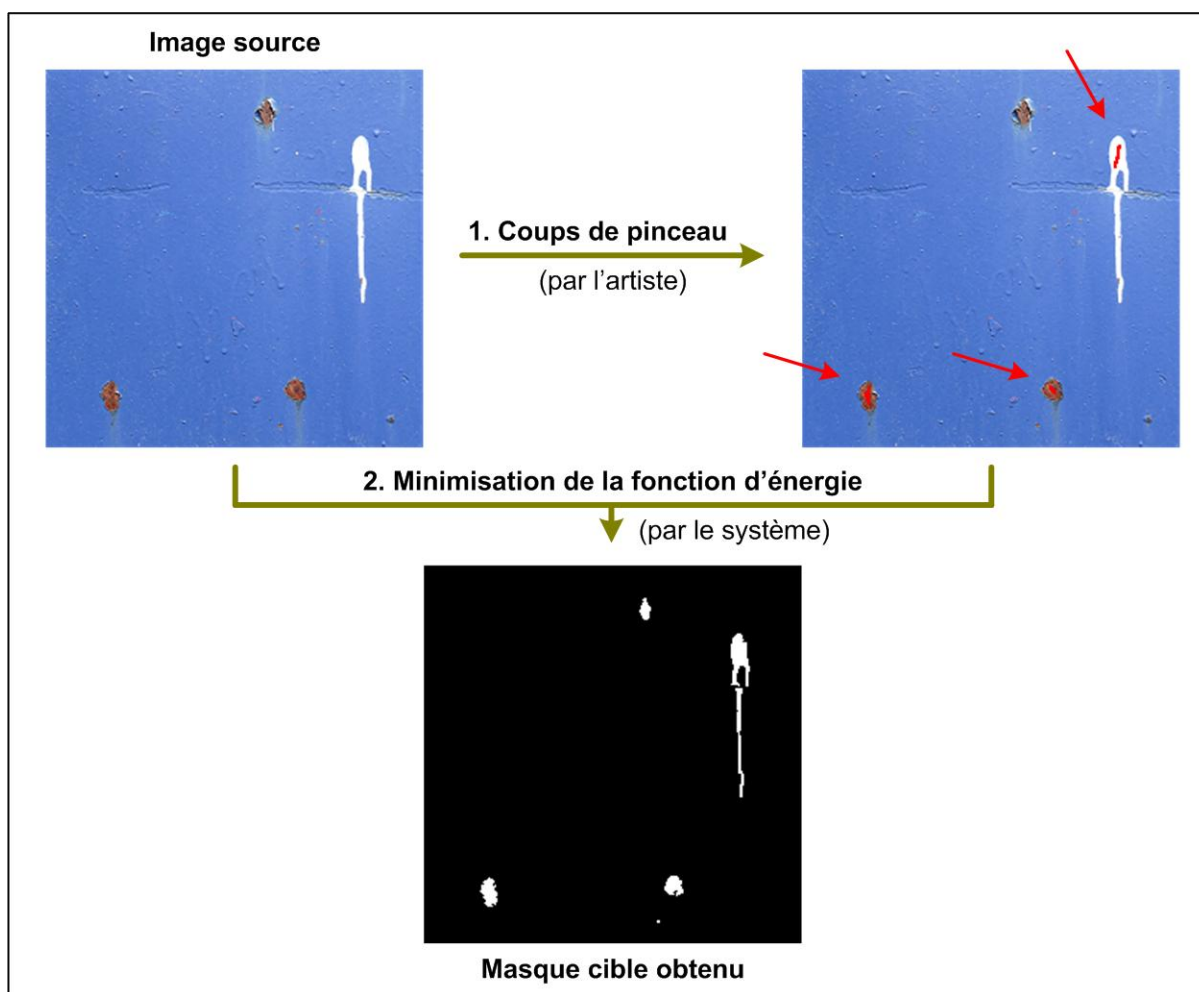 Image source
1. Coups de pinceau
(par l’artiste)
2. Minimisation de la fonction d’énergie
(par le système)
Masque cible obtenu